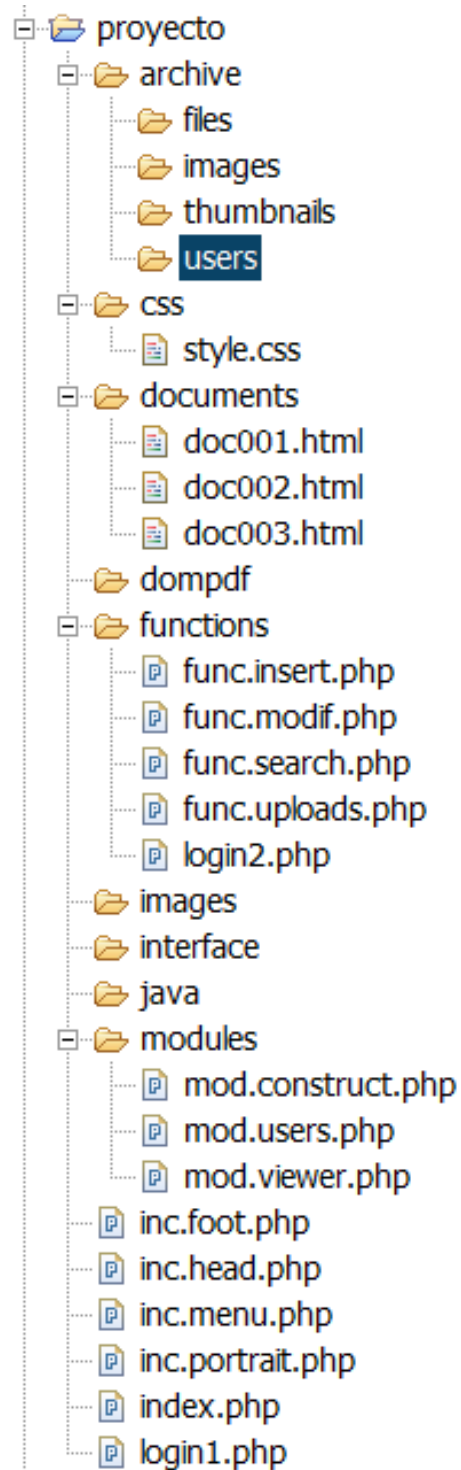 proyecto
archive
files
images
thumbnails
users
css
style.css
documents
doc001.html
doc002.html
doc003.html
dompdf
functions
func.insert.php
func.modif.php
func.search.php
func.uploads.php
login2.php
images
interface
java
modules
mod.construct.php
mod.users.php
mod.viewer.php
inc.foot.php
inc.head.php
inc.menu.php
inc.portrait.php
index.php
login1.php